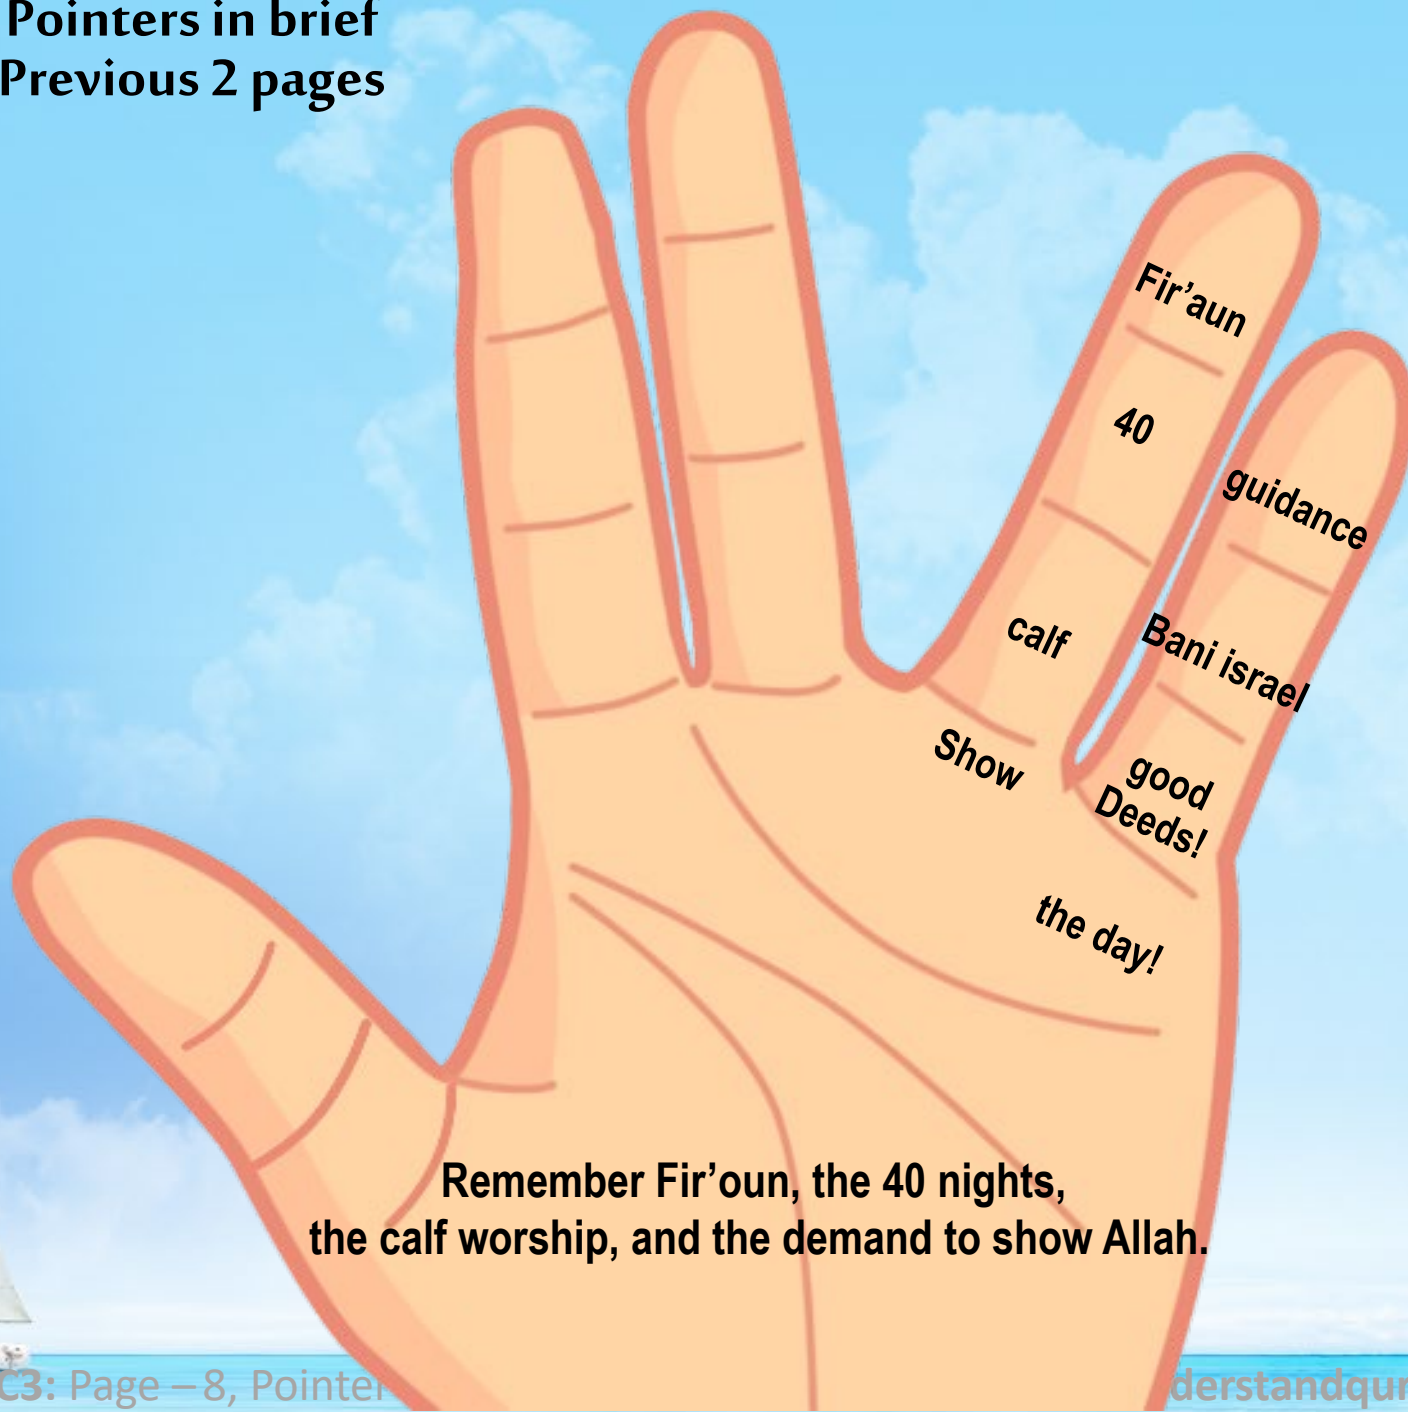 Pointers in brief
Previous 2 pages
Fir’aun
40
calf
Show
guidance
Bani israel
good
Deeds!
the day!
Remember Fir’oun, the 40 nights,
the calf worship, and the demand to show Allah.
C3: Page – 8, Pointer
derstandqur